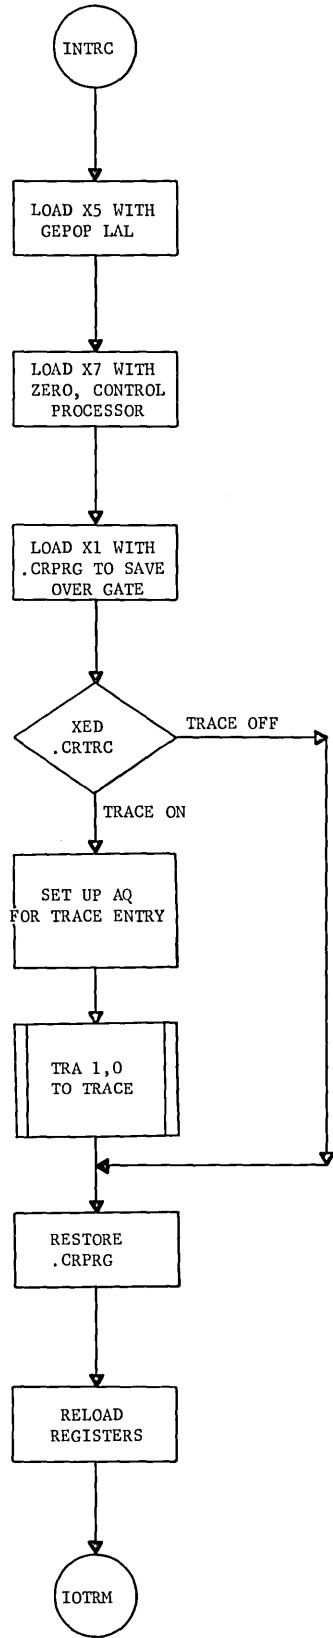 INTRC
LOAD X5 WITH
GEPOP LAL
LOAD X7 WITH
ZERO, CONTROL
PROCESSOR
LOAD X1 WITH
.CRPRG TO SAVE
OVER GATE
XED
.CRTRC
TRACE OFF
TRACE ON
SET UP AQ
FOR TRACE ENTRY
TRA 1,0
TO TRACE
RESTORE
.CRPRG
RELOAD
REGISTERS
IOTRM